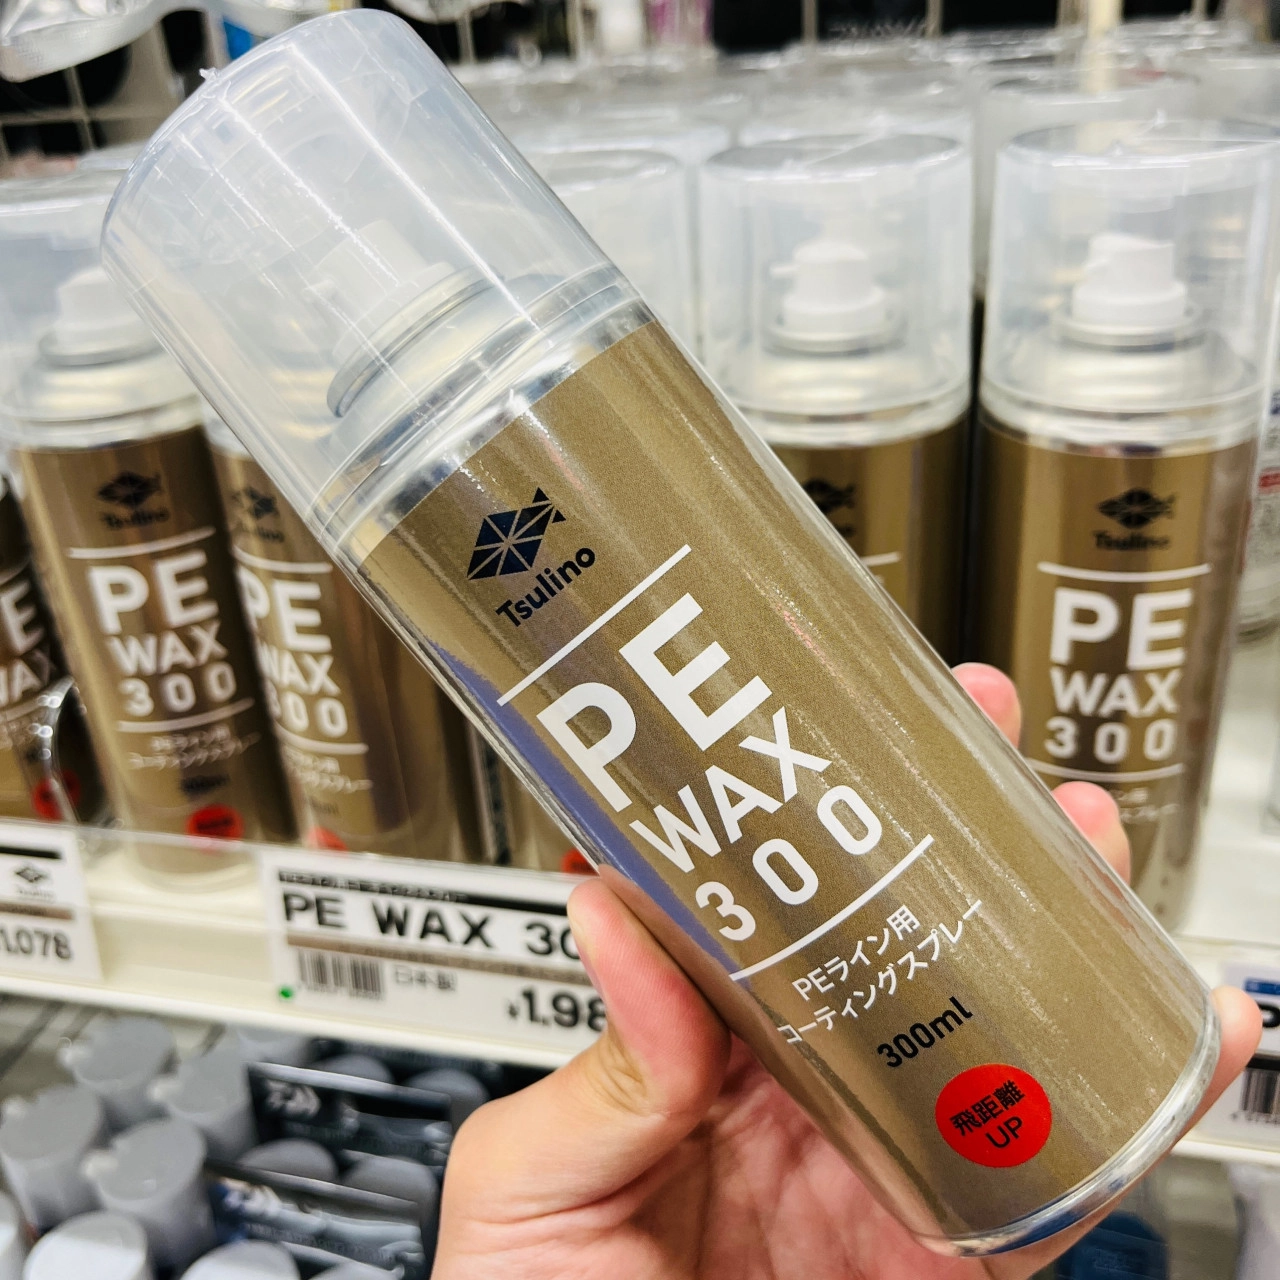 Tsulino
PE
WAX
300
PEライン用
コーティングスプレー
300ml
飛距離
UP
Tsulino
PE
WAX
300
PE
WAX
300
Tsulino
PE
WAX
300
PE WAX 30
日本製
¥1.98
1.078